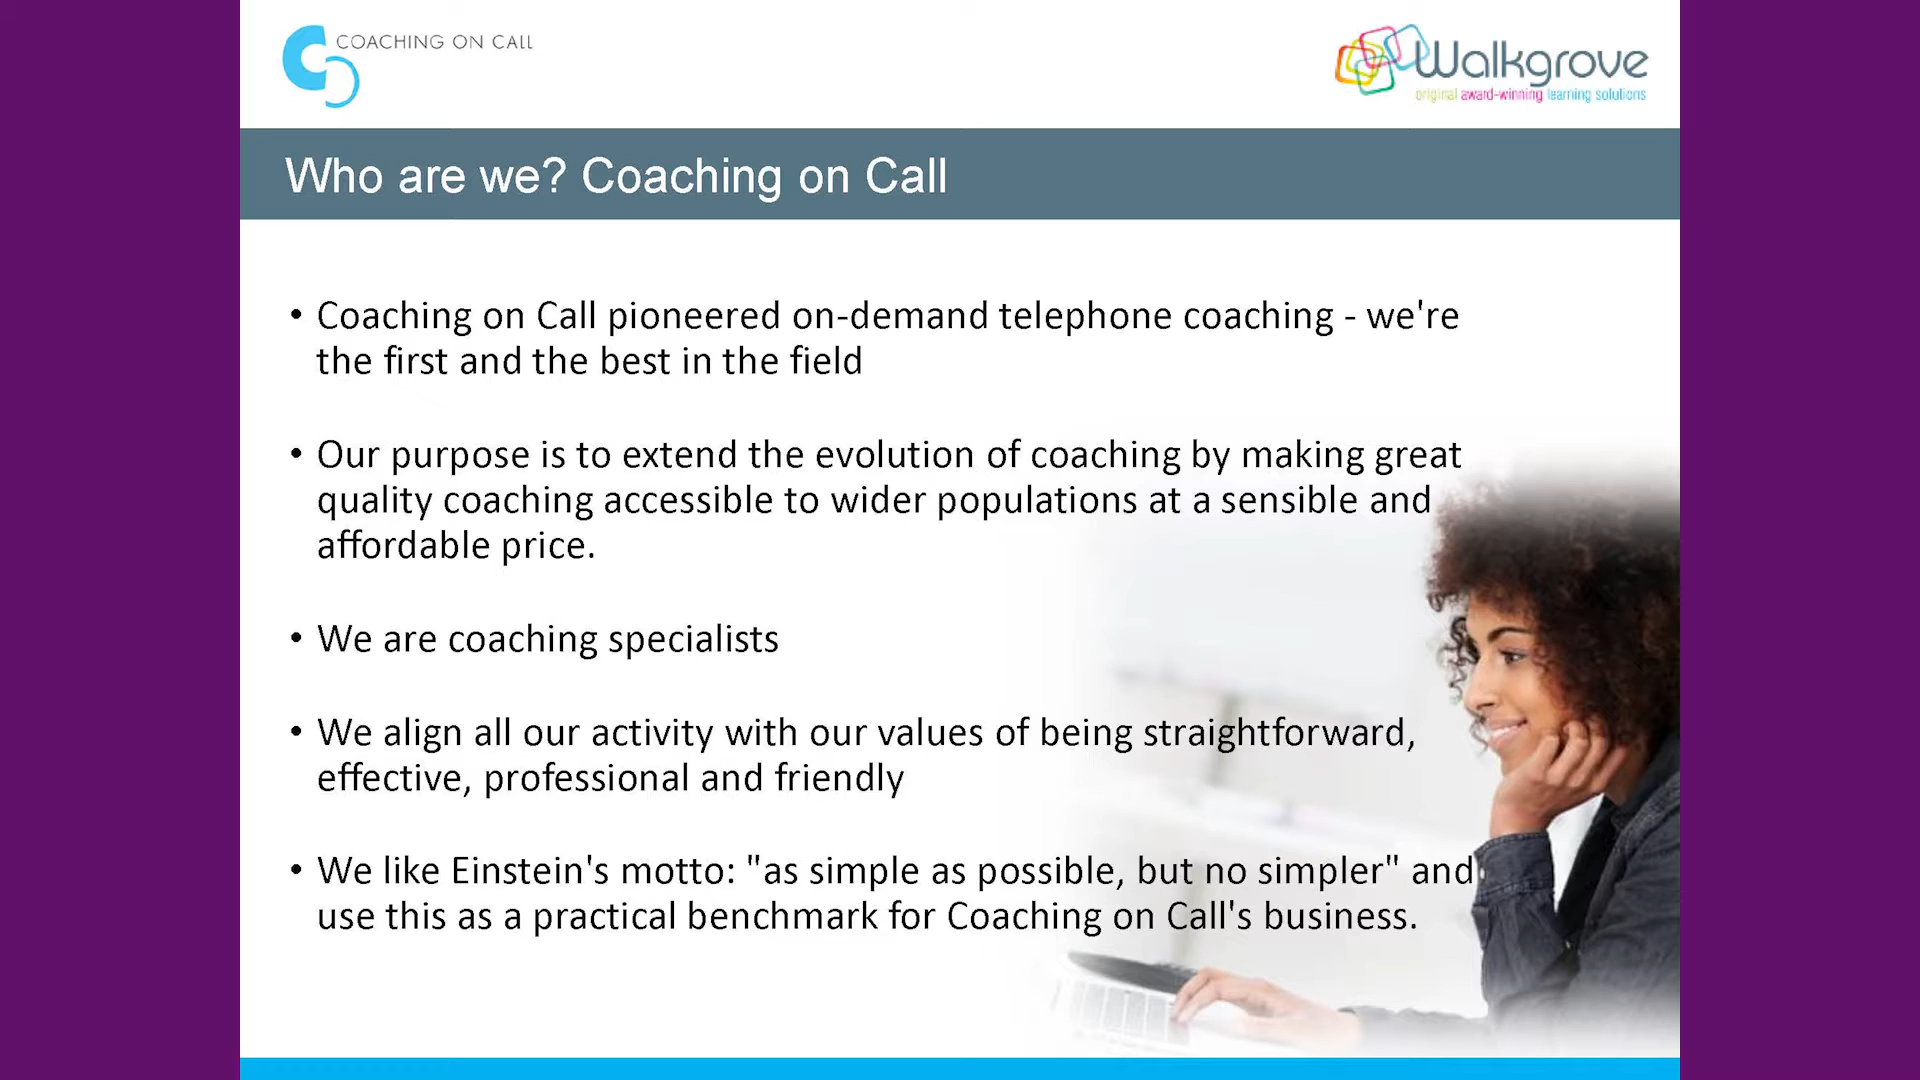 COACHING ON CALL
Walkgrove
original award-winning learning solutions
Who are we? Coaching on Call
• Coaching on Call pioneered on-demand telephone coaching - we're
the first and the best in the field
• Our purpose is to extend the evolution of coaching by making great
quality coaching accessible to wider populations at a sensible and
affordable price.
• We are coaching specialists
• We align all our activity with our values of being straightforward,
effective, professional and friendly
• We like Einstein's motto: "as simple as possible, but no simpler" and
use this as a practical benchmark for Coaching on Call's business.